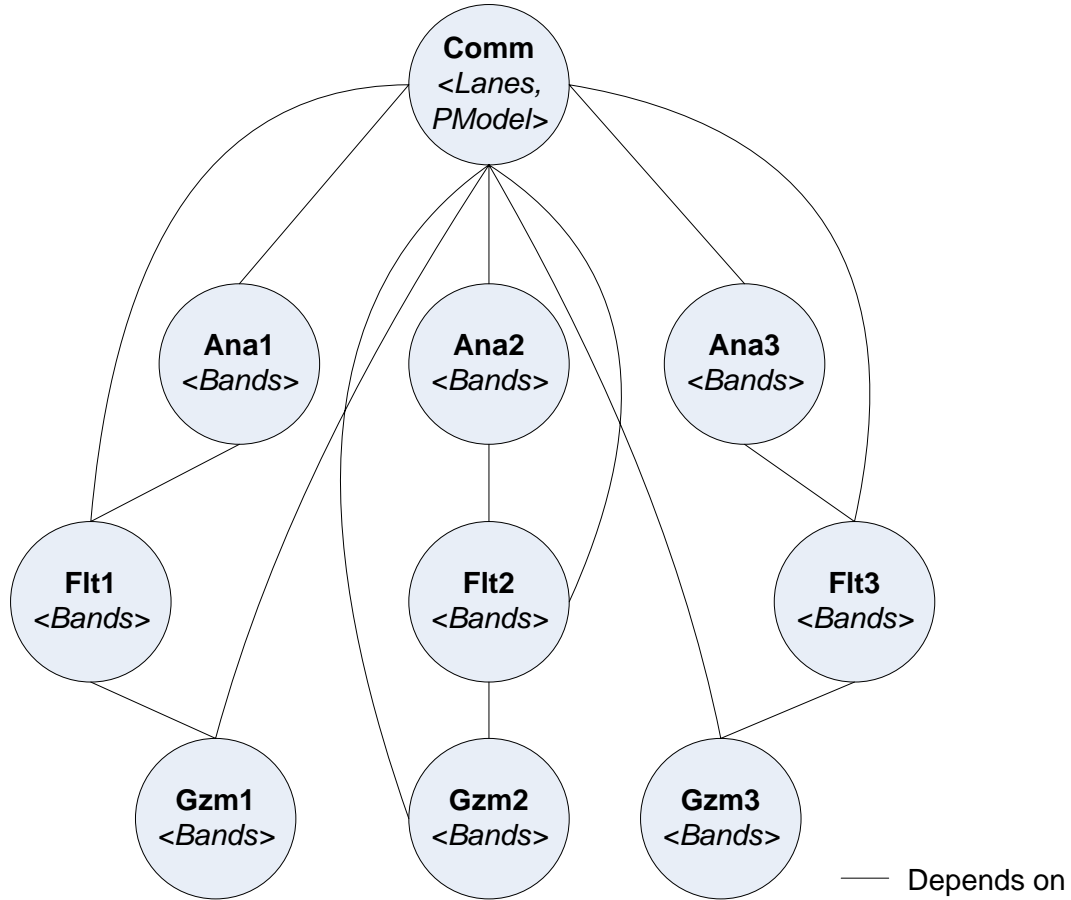 Comm
<Lanes,
PModel>
Ana1
<Bands>
Ana2
<Bands>
Ana3
<Bands>
Flt1
<Bands>
Flt2
<Bands>
Flt3
<Bands>
Gzm1
<Bands>
Gzm2
<Bands>
Gzm3
<Bands>
Depends on